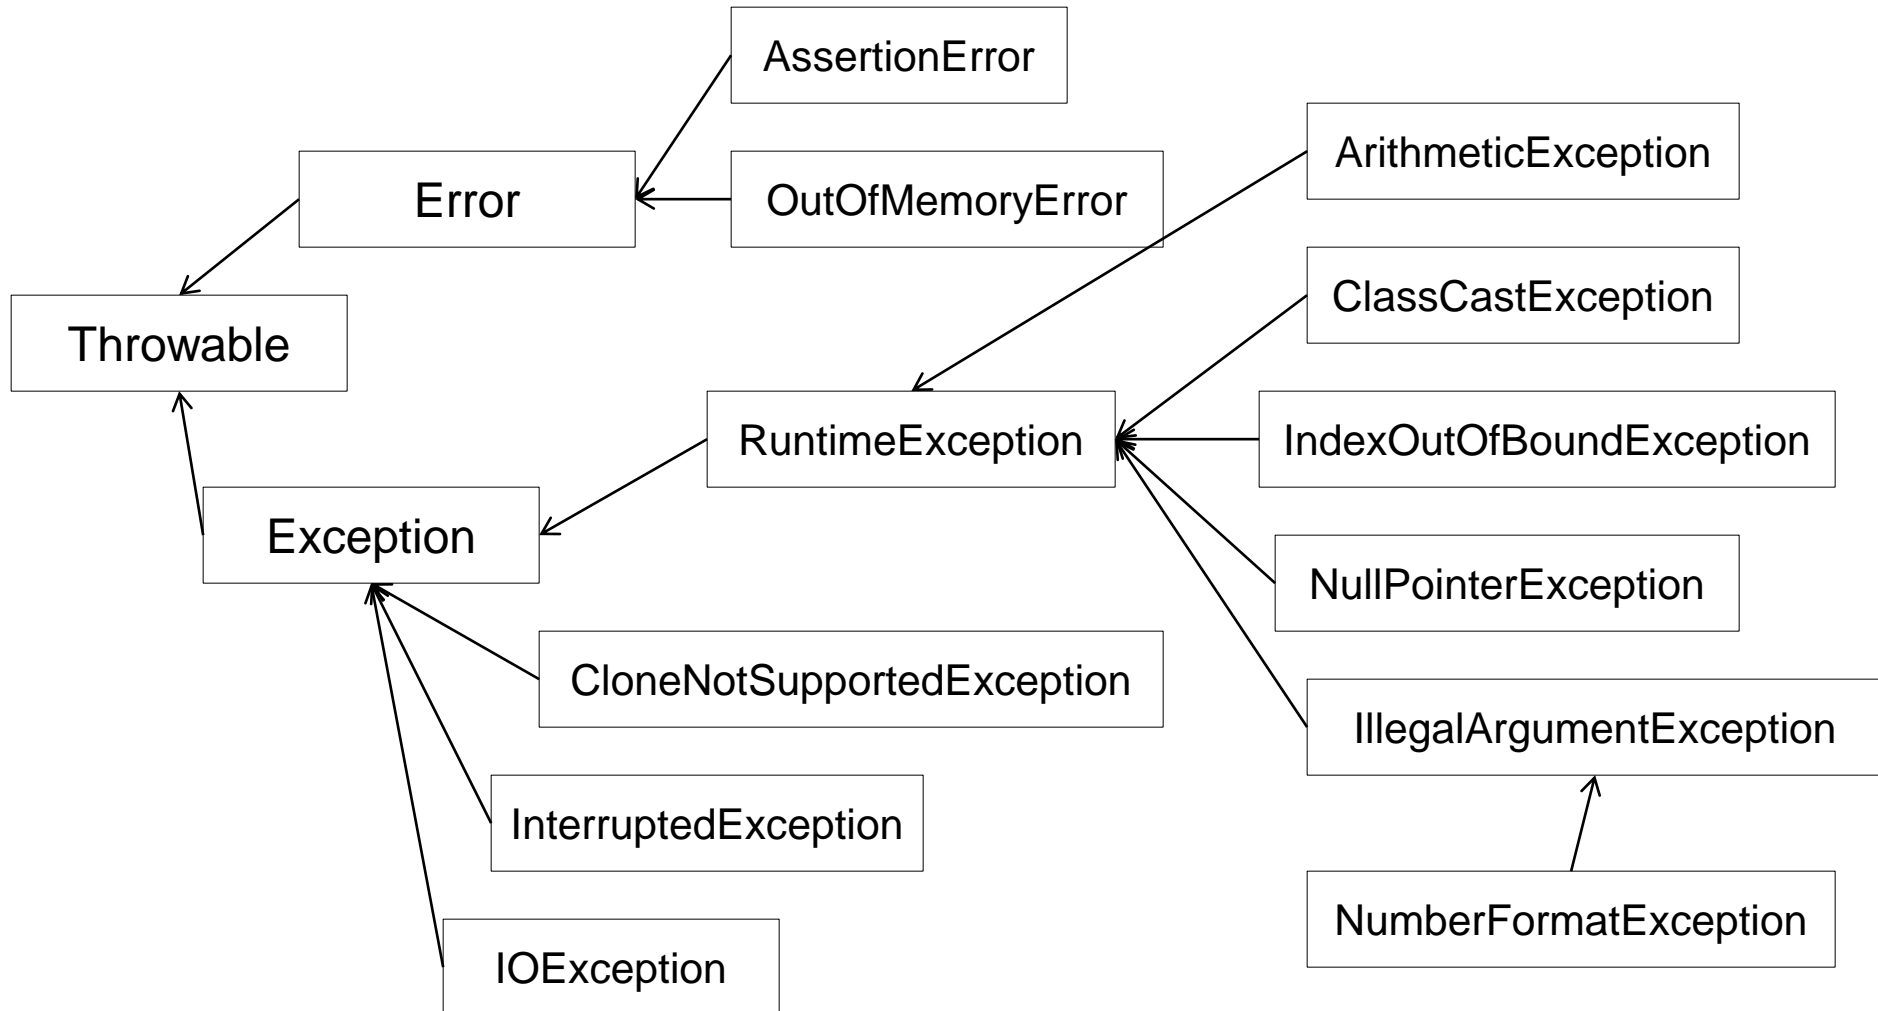 AssertionError
ArithmeticException
Error
OutOfMemoryError
ClassCastException
Throwable
RuntimeException
IndexOutOfBoundException
Exception
NullPointerException
CloneNotSupportedException
IllegalArgumentException
InterruptedException
NumberFormatException
IOException